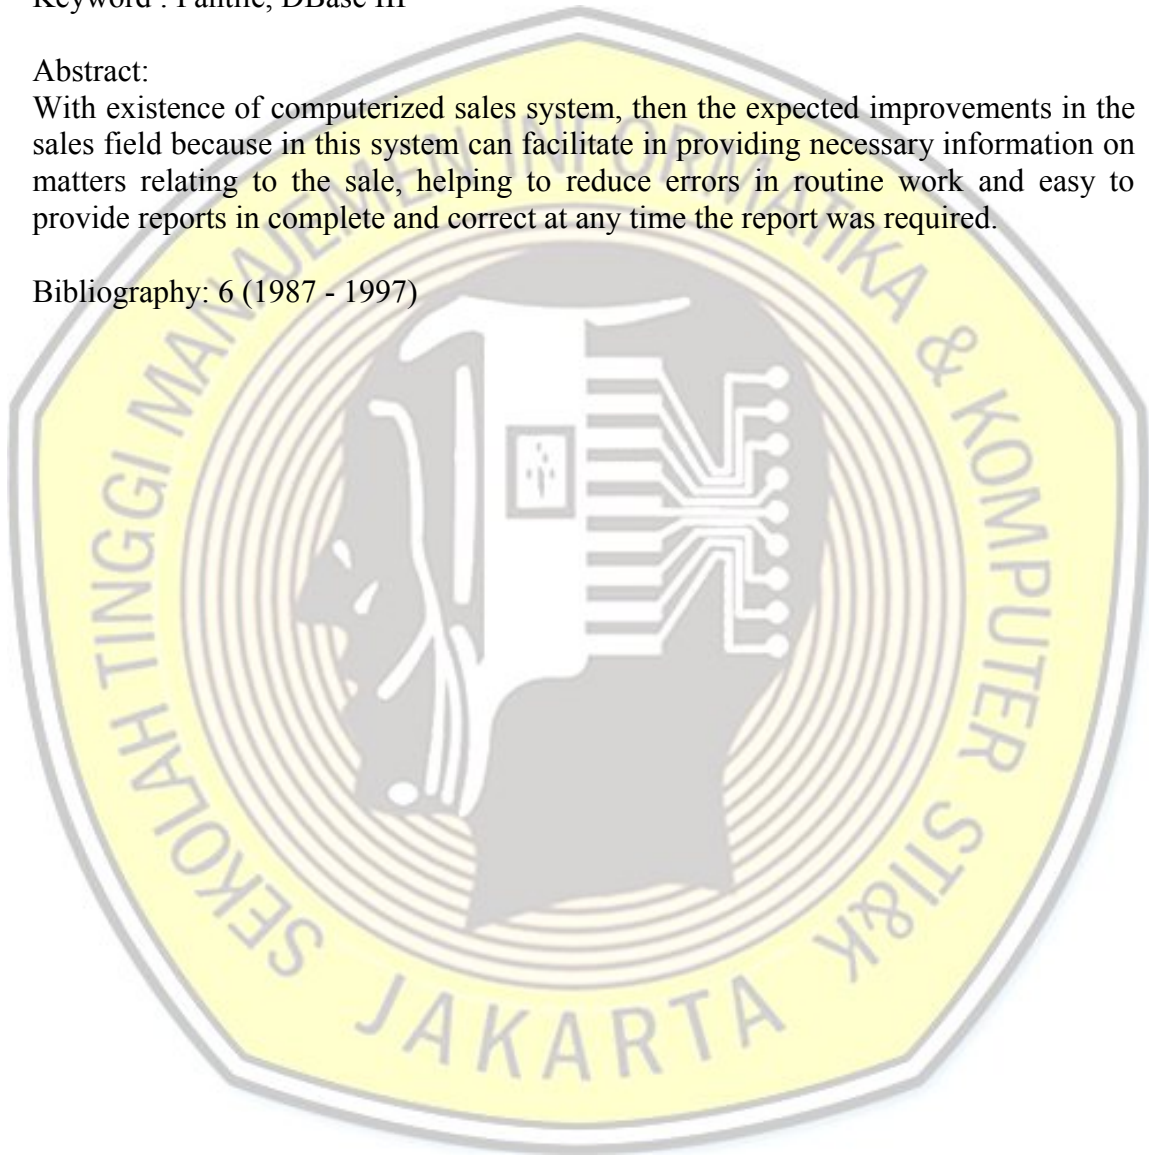 Keyword : DBase III
Abstract:
With existence of computerized sales system, then the expected improvements in the
sales field because in this system can facilitate in providing necessary information on
matters relating to the sale, helping to reduce errors in routine work and easy to
provide reports in complete and correct at any time the report was required.
Bibliography: 6 (1987 - 1997)
SEKOLAH TINGGI MANAJEMEN INFORMATIKA & KOMPUTER STI&K
JAKARTA